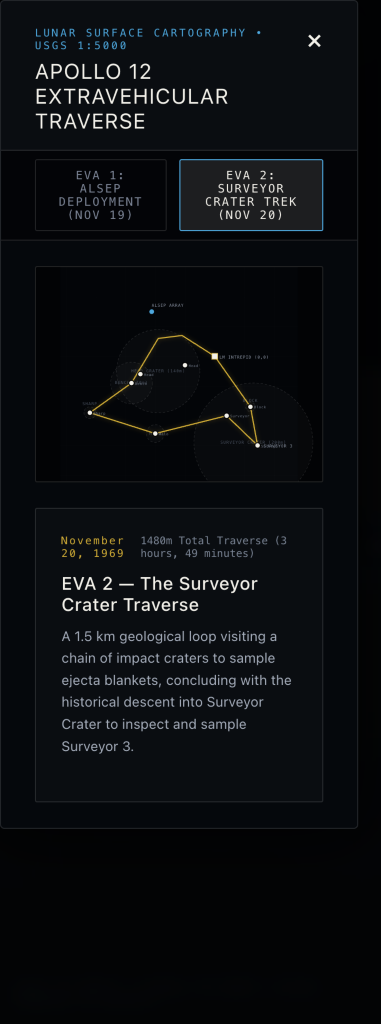 LUNAR SURFACE CARTOGRAPHY •
USGS 1:5000
×
APOLLO 12
EXTRAVEHICULAR
TRAVERSE
EVA 1:
ALSEP
DEPLOYMENT
(NOV 19)
EVA 2:
SURVEYOR
CRATER TREK
(NOV 20)
ALSEP ARRAY
LM INTREPID (0,0)
Head
Block
Surveyor
November
20, 1969
1480m Total Traverse (3
hours, 49 minutes)
EVA 2 — The Surveyor
Crater Traverse
A 1.5 km geological loop visiting a
chain of impact craters to sample
ejecta blankets, concluding with the
historical descent into Surveyor
Crater to inspect and sample
Surveyor 3.